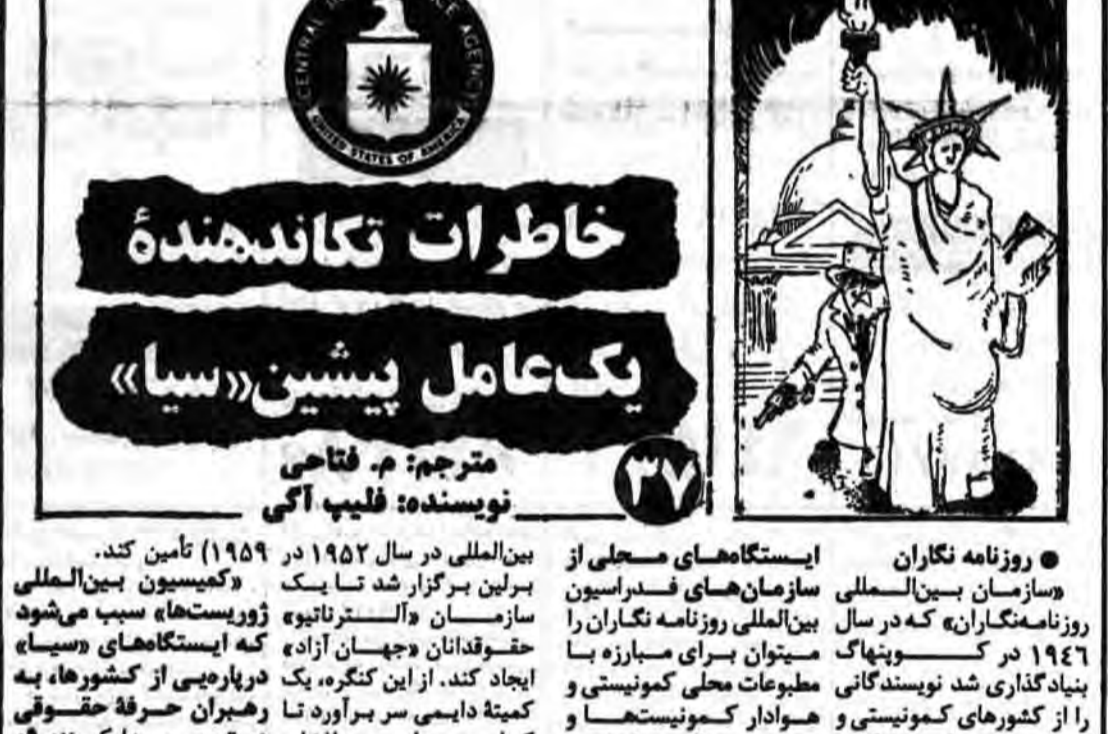 CENTRAL INTELLIGENCE AGENCY
UNITED STATES OF AMERICA
خاطرات تکاندهندهٔ
یک‌عامل پیشین«سیا»
مترجم: م. فتاحی
نویسنده: فلیپ آگی
۳۷
● روزنامه نگاران
«سازمان بین‌المللی
روزنامه‌نگاران» که در سال
۱۹٤٦ در کوپنهاگ
بنیادگذاری شد نویسندگانی
را از کشورهای کمونیستی و
ایستگاه‌های محلی از
سازمان‌های فدراسیون
بین‌المللی روزنامه نگاران را
میتوان برای مبارزه با
مطبوعات محلی کمونیستی و
هوادار کمونیست‌ها و
بین‌المللی در سال ۱۹۵۲ در
برلین برگزار شد تا یک
سازمان «آلترناتیو»
حقوقدانان «جهان آزاد»
ایجاد کند. از این کنگره، یک
کمیتهٔ دایمی سر برآورد تا
۱۹۵۹) تأمین کند.
«کمیسیون بین‌المللی
ژوریست‌ها» سبب می‌شود
که ایستگاه‌های «سیا»
درپاره‌یی از کشورها، به
رهبران حرفهٔ حقوقی